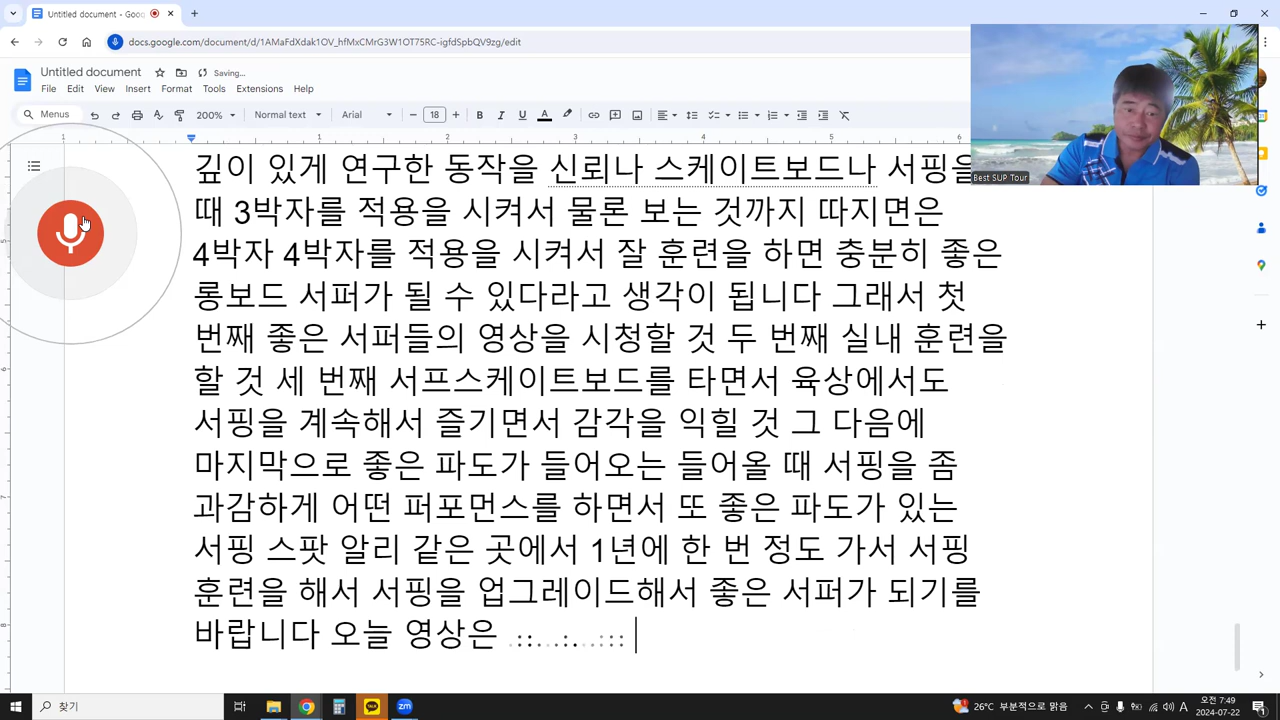 Untitled document - Goog
docs.google.com/document/d/1AMaFdXdak1OV_hfMxCMrG3W1OT75RC-igfdSpbQV9zg/edit
Untitled document
Saving...
File Edit View Insert Format Tools Extensions Help
Menus 200% Normal text Arial 18
Best SUP Tour
1 1 2 3 4 5 6
깊이 있게 연구한 동작을 신뢰나 스케이트보드나 서핑을
때 3박자를 적용을 시켜서 물론 보는 것까지 따지면은
4박자 4박자를 적용을 시켜서 잘 훈련을 하면 충분히 좋은
롱보드 서퍼가 될 수 있다라고 생각이 됩니다 그래서 첫
번째 좋은 서퍼들의 영상을 시청할 것 두 번째 실내 훈련을
할 것 세 번째 서프스케이트보드를 타면서 육상에서도
서핑을 계속해서 즐기면서 감각을 익힐 것 그 다음에
마지막으로 좋은 파도가 들어오는 들어올 때 서핑을 좀
과감하게 어떤 퍼포먼스를 하면서 또 좋은 파도가 있는
서핑 스팟 알리 같은 곳에서 1년에 한 번 정도 가서 서핑
훈련을 해서 서핑을 업그레이드해서 좋은 서퍼가 되기를
바랍니다 오늘 영상은
5
6
7
8
찾기
26°C 부분적으로 맑음
A
오전 7:49
2024-07-22